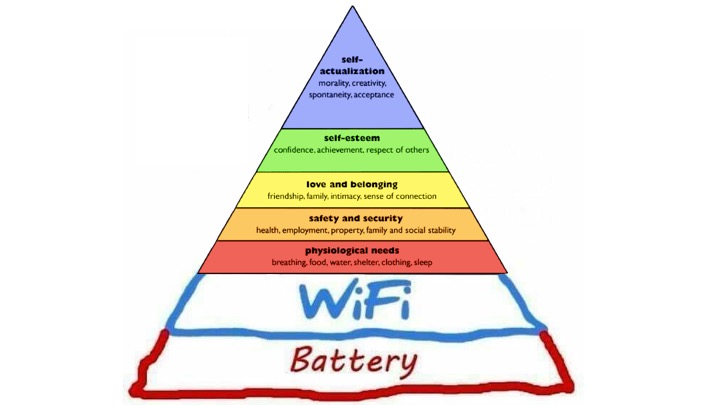 self-
actualization
morality, creativity,
spontaneity, acceptance
self-esteem
confidence, achievement, respect of others
love and belonging
friendship, family, intimacy, sense of connection
safety and security
health, employment, property, family and social stability
physiological needs
breathing, food, water, shelter, clothing, sleep
WiFi
Battery